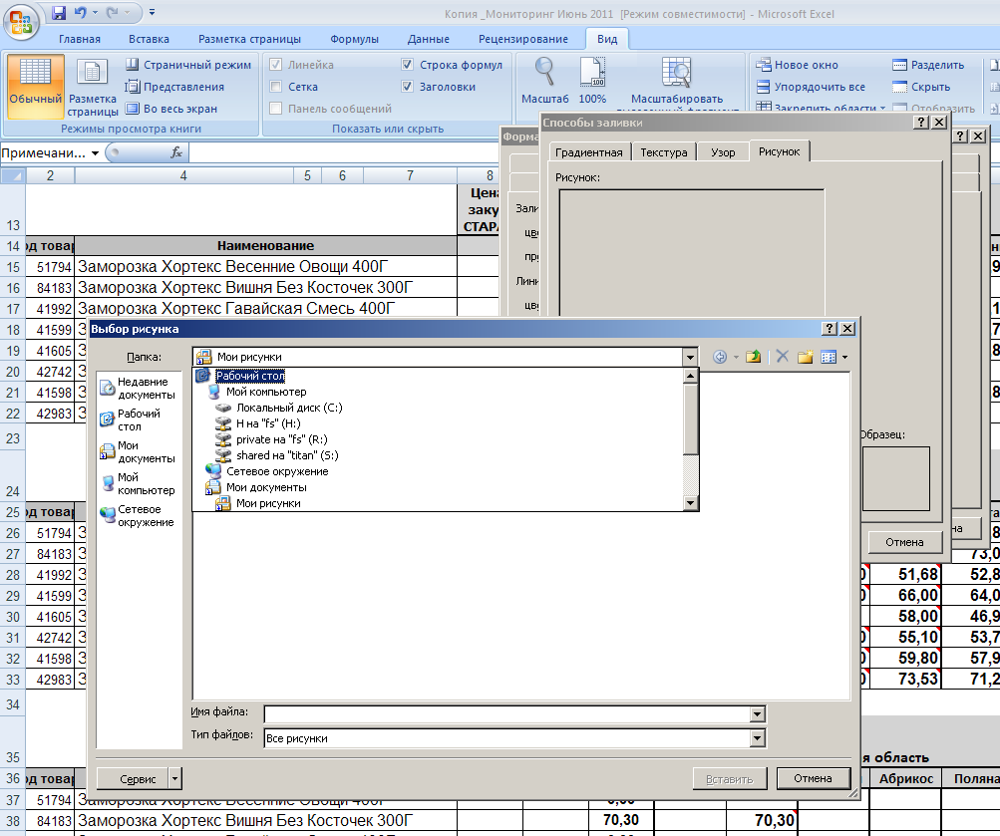 Копия _Мониторинг Июнь 2011 [Режим совместимости] - Microsoft Excel
Главная Вставка Разметка страницы Формулы Данные Рецензирование Вид
Обычный
Разметка страницы
Страничный режим
Представления
Во весь экран
Режимы просмотра книги
Линейка
Сетка
Панель сообщений
Строка формул
Заголовки
Показать или скрыть
Масштаб
100%
Масштабировать
Новое окно
Упорядочить все
Закрепить области
Разделить
Скрыть
Отобразить
Примечани...
fx
2 4 5 6 7 8
13
Цена
заку
СТАР
14 од товар Наименование
15 51794 Заморозка Хортекс Весенние Овощи 400Г
16 84183 Заморозка Хортекс Вишня Без Косточек 300Г
17 41992 Заморозка Хортекс Гавайская Смесь 400Г
18 41599 З
19 41605 З
20 42742 З
21 41598 З
22 42983 З
23
24
25 од товар
26 51794 З
27 84183 З 73,0
28 41992 З 51,68 52,8
29 41599 З 66,00 64,0
30 41605 З 58,00 46,9
31 42742 З 55,10 53,7
32 41598 З 59,80 57,9
33 42983 З 73,53 71,2
34
35 я область
36 од товар Абрикос Поляна
37 51794 Заморозка Хортекс Весенние Овощи 400Г 0,00
38 84183 Заморозка Хортекс Вишня Без Косточек 300Г 70,30 70,30
Форма
Зали
цв
пр
Лини
цв
на
Способы заливки
Градиентная Текстура Узор Рисунок
Рисунок:
Образец:
Отмена
Выбор рисунка
Папка: Мои рисунки
Рабочий стол
Мой компьютер
Локальный диск (C:)
H на "fs" (H:)
private на "fs" (R:)
shared на "titan" (S:)
Сетевое окружение
Мои документы
Мои рисунки
Недавние документы
Рабочий стол
Мои документы
Мой компьютер
Сетевое окружение
Имя файла:
Тип файлов: Все рисунки
Сервис Вставить Отмена